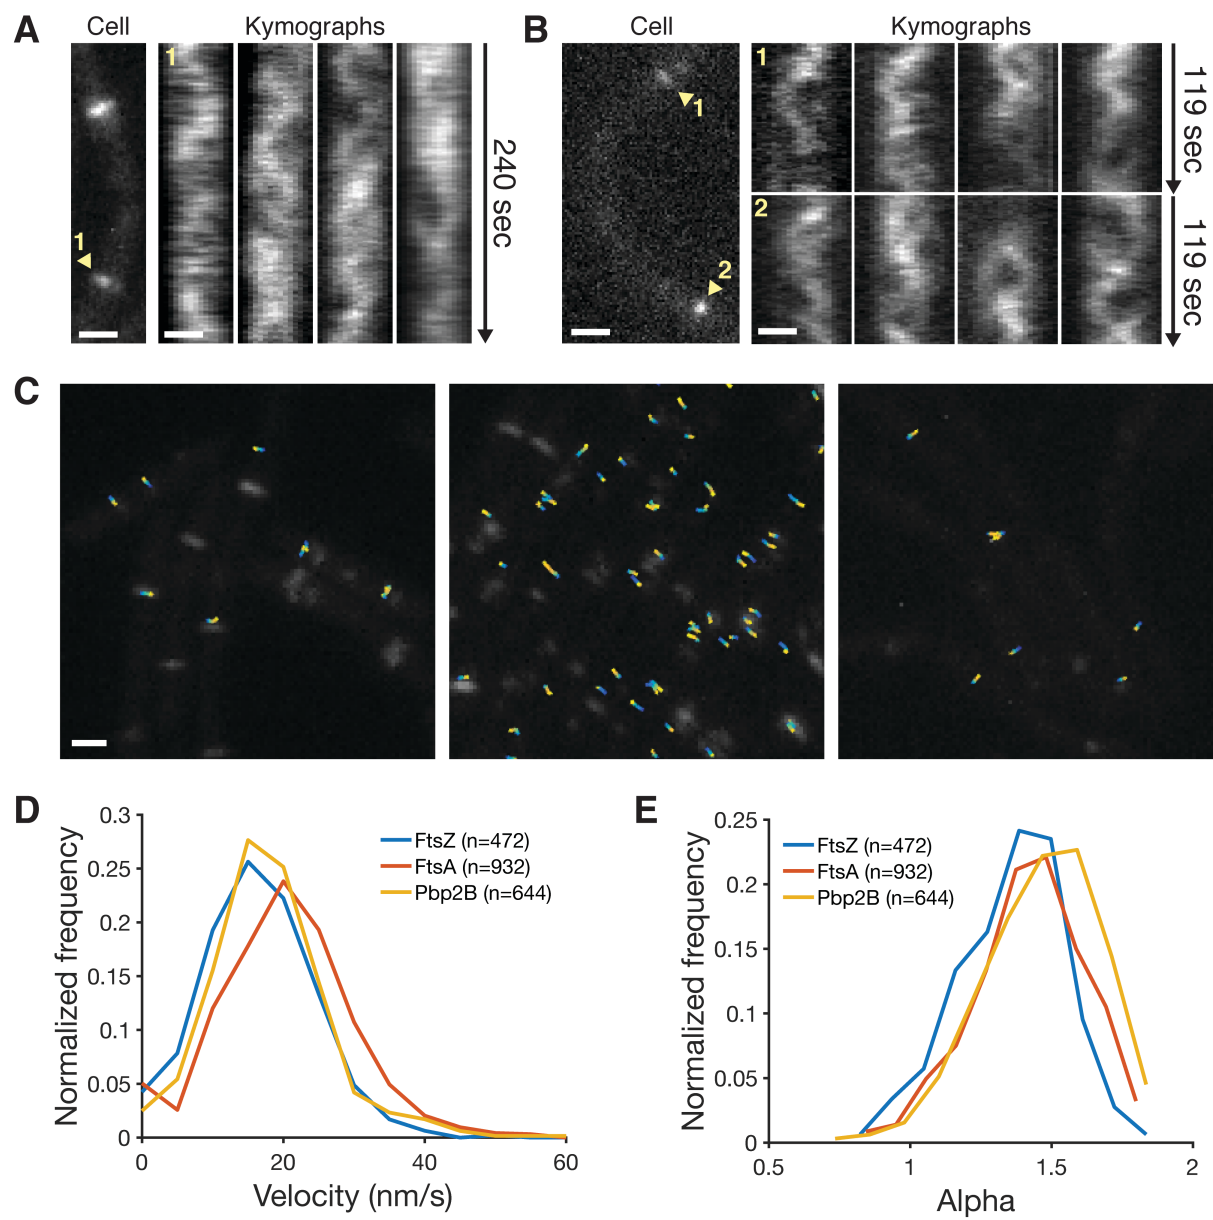 A
Cell
Kymographs
1
1
240 sec
B
Cell
Kymographs
1
2
1
2
119 sec
119 sec
C
D
Normalized frequency
0.3
0.25
0.2
0.15
0.1
0.05
0
0
20
40
60
Velocity (nm/s)
FtsZ (n=472)
FtsA (n=932)
Pbp2B (n=644)
E
Normalized frequency
0.25
0.2
0.15
0.1
0.05
0
0.5
1
1.5
2
Alpha
FtsZ (n=472)
FtsA (n=932)
Pbp2B (n=644)